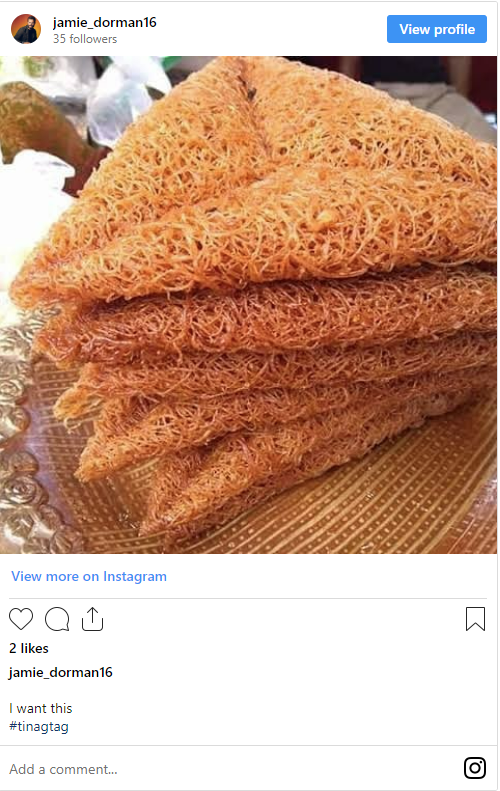 jamie_dorman16
35 followers
View profile
View more on Instagram
2 likes
jamie_dorman16
I want this
#tinagtag
Add a comment...